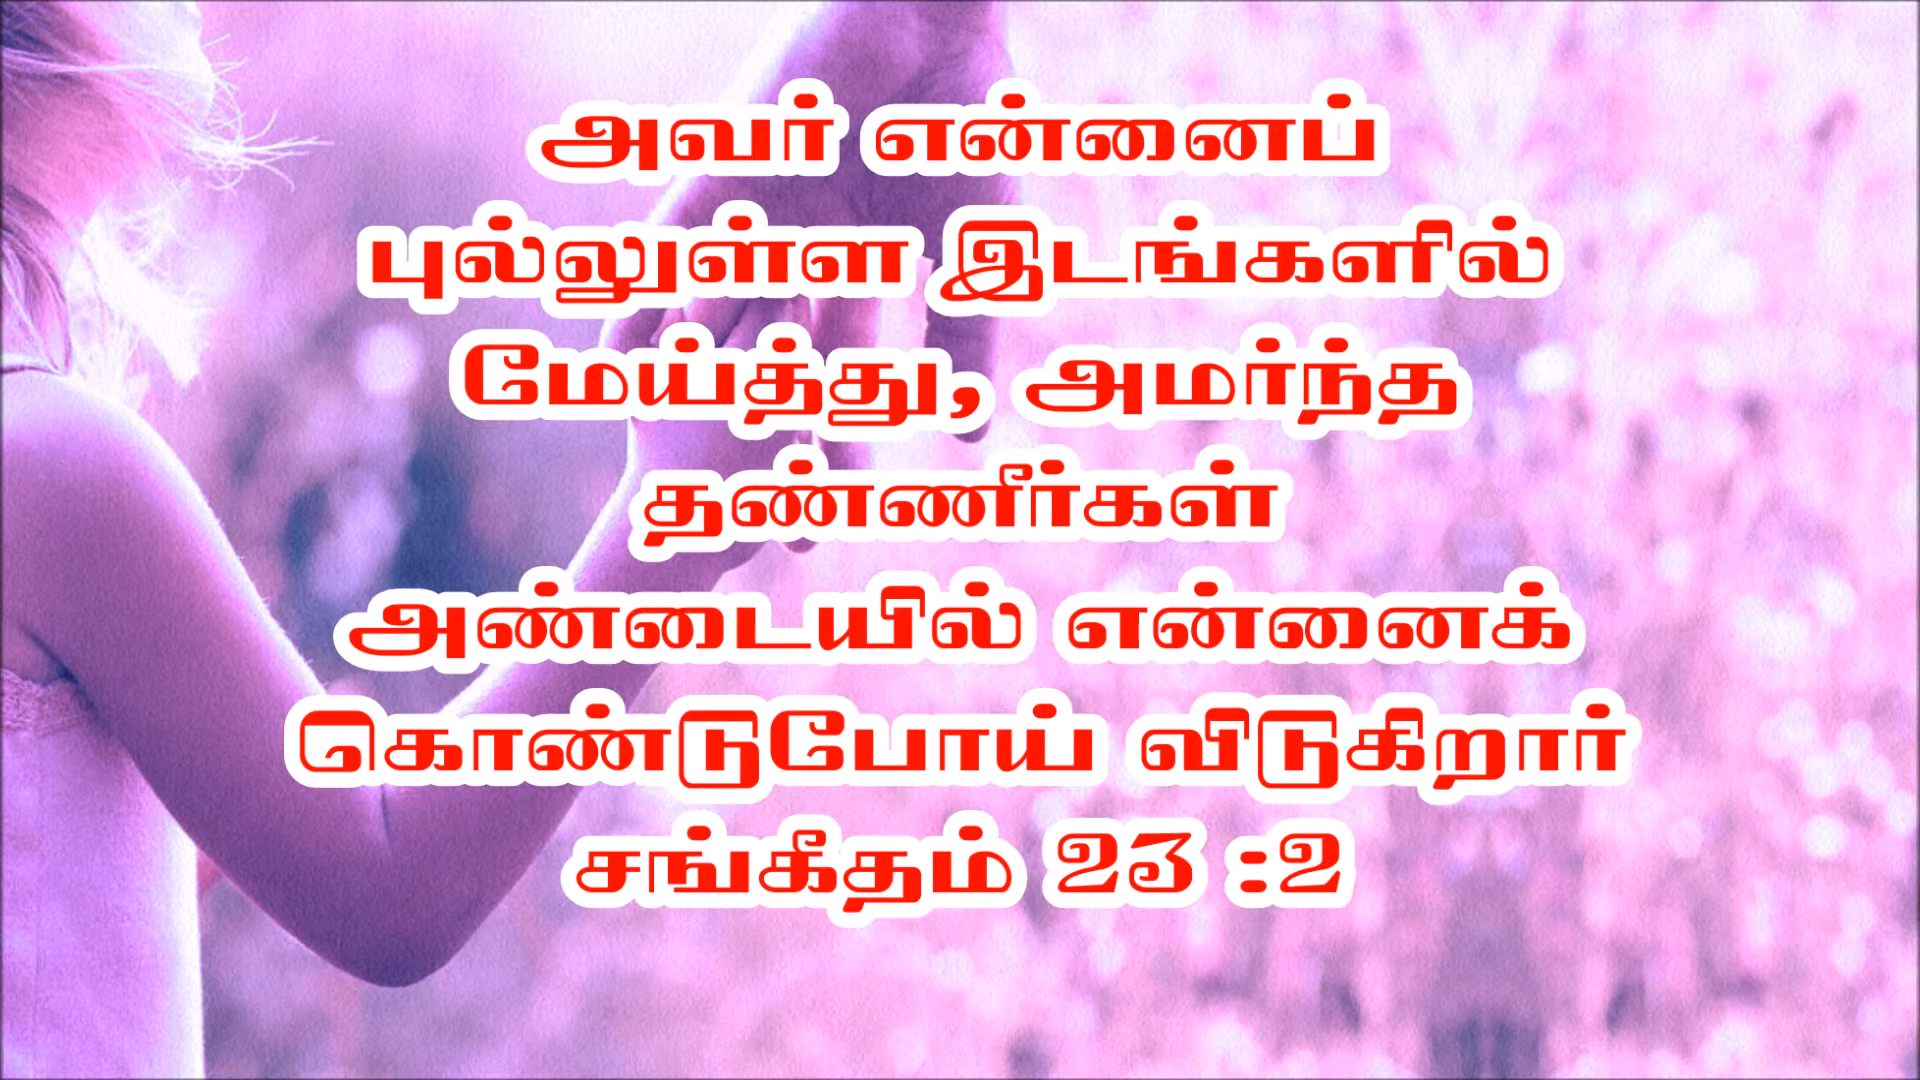 அவர் என்னைப்
புல்லுள்ள இடங்களில்
மேய்த்து, அமர்ந்த
தண்ணீர்கள்
அண்டையில் என்னைக்
கொண்டுபோய் விடுகிறார்
சங்கீதம் 23 :2